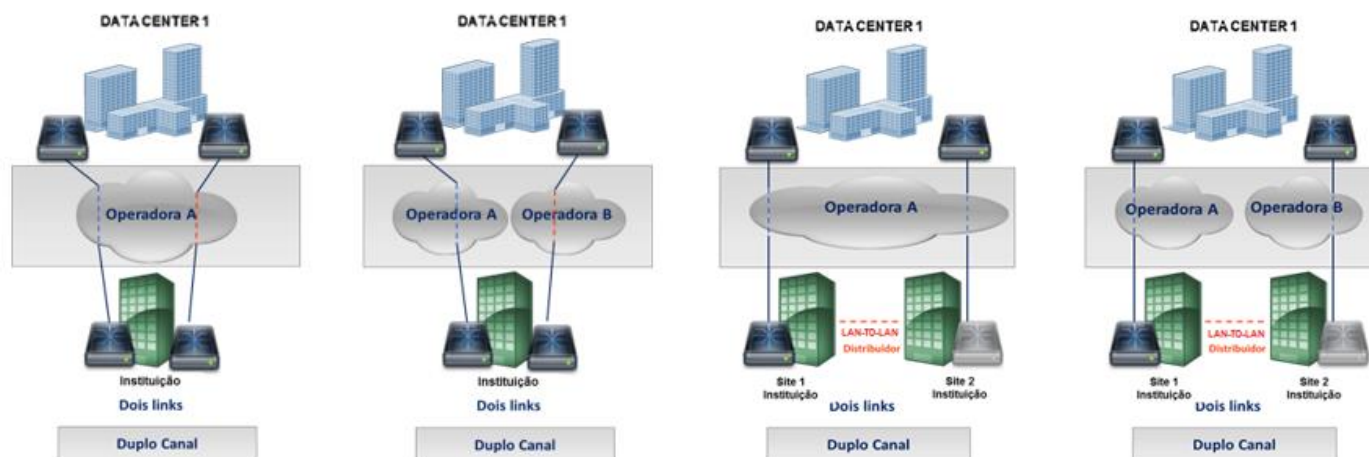 DATA CENTER 1
Operadora A
Instituição
Dois links
Duplo Canal
DATA CENTER 1
Operadora A
Operadora B
Instituição
Dois links
Duplo Canal
DATA CENTER 1
Operadora A
LAN-TO-LAN
Distribuidor
Site 1
Instituição
Site 2
Instituição
Dois links
Duplo Canal
DATA CENTER 1
Operadora A
Operadora B
LAN-TO-LAN
Distribuidor
Site 1
Instituição
Site 2
Instituição
Dois links
Duplo Canal